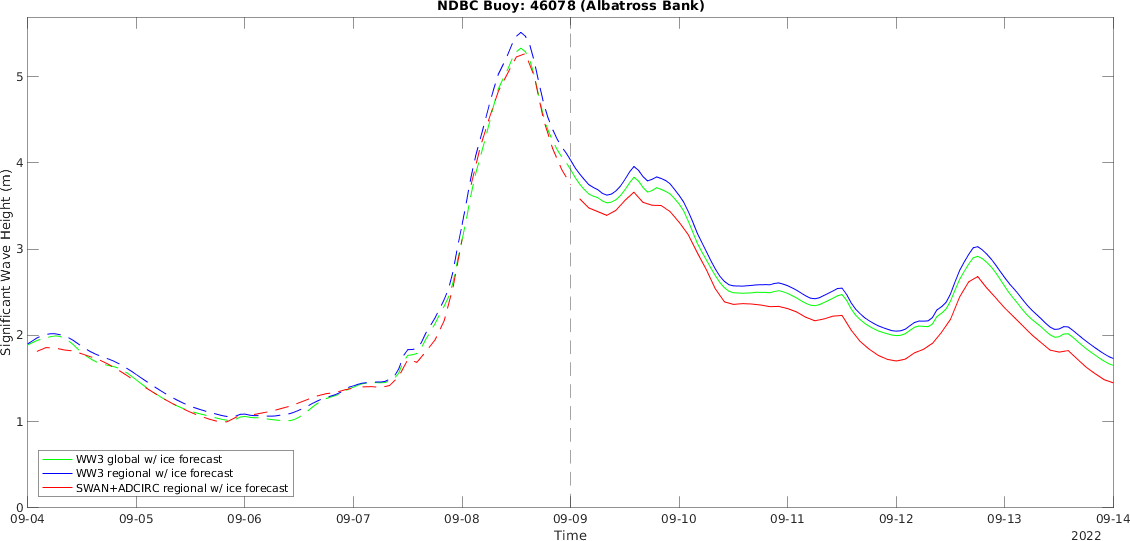 NDBC Buoy: 46078 (Albatross Bank)
Significant Wave Height (m)
5
4
3
2
1
0
WW3 global w/ ice forecast
WW3 regional w/ ice forecast
SWAN+ADCIRC regional w/ ice forecast
09-04 09-05 09-06 09-07 09-08 09-09 09-10 09-11 09-12 09-13 09-14
Time
2022